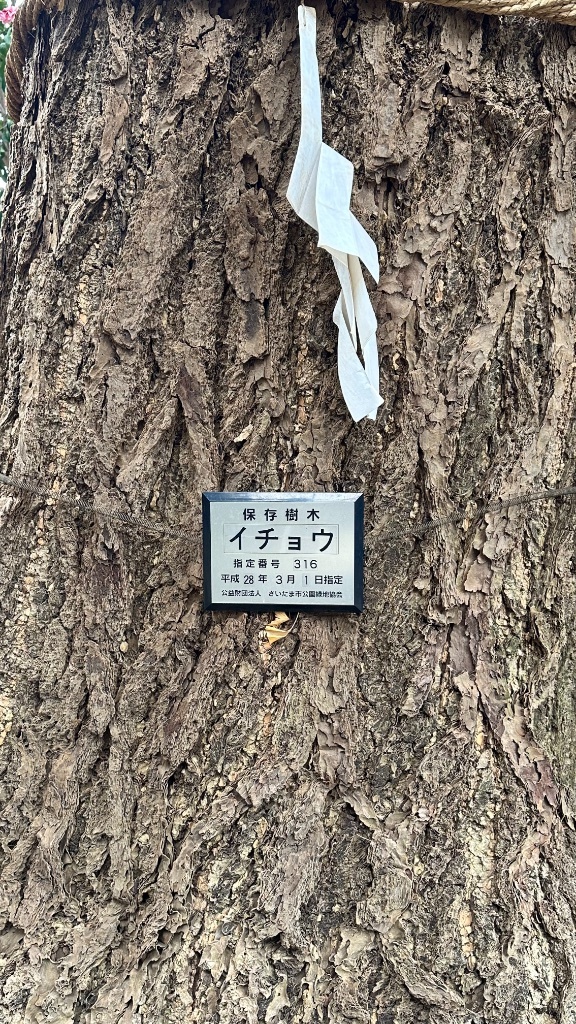 保存樹木
イチョウ
指定番号 316
平成 28 年 3 月 1 日指定
公益財団法人 さいたま市公園緑地協会